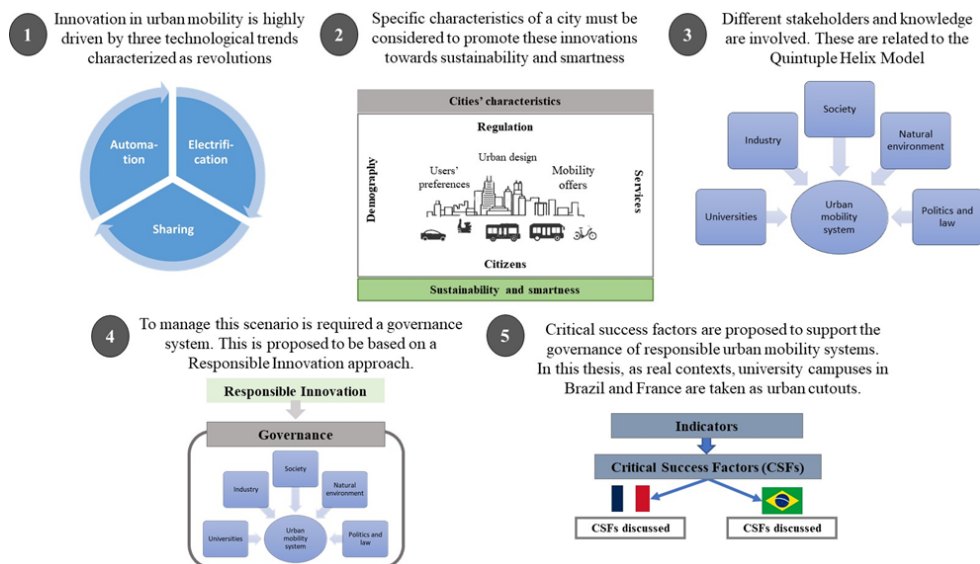 1
Innovation in urban mobility is highly
driven by three technological trends
characterized as revolutions
Automa-
tion
Electrifi-
cation
Sharing
2
Specific characteristics of a city must be
considered to promote these innovations
towards sustainability and smartness
Cities' characteristics
Regulation
Demography
Urban design
Users'
preferences
Mobility
offers
Services
Citizens
Sustainability and smartness
3
Different stakeholders and knowledge
are involved. These are related to the
Quintuple Helix Model
Society
Industry
Natural
environment
Universities
Urban
mobility
system
Politics and
law
4
To manage this scenario is required a governance
system. This is proposed to be based on a
Responsible Innovation approach.
Responsible Innovation
Governance
Society
Industry
Natural
environment
Universities
Urban
mobility
system
Politics and
law
5
Critical success factors are proposed to support the
governance of responsible urban mobility systems.
In this thesis, as real contexts, university campuses in
Brazil and France are taken as urban cutouts.
Indicators
Critical Success Factors (CSFs)
CSFs discussed
CSFs discussed